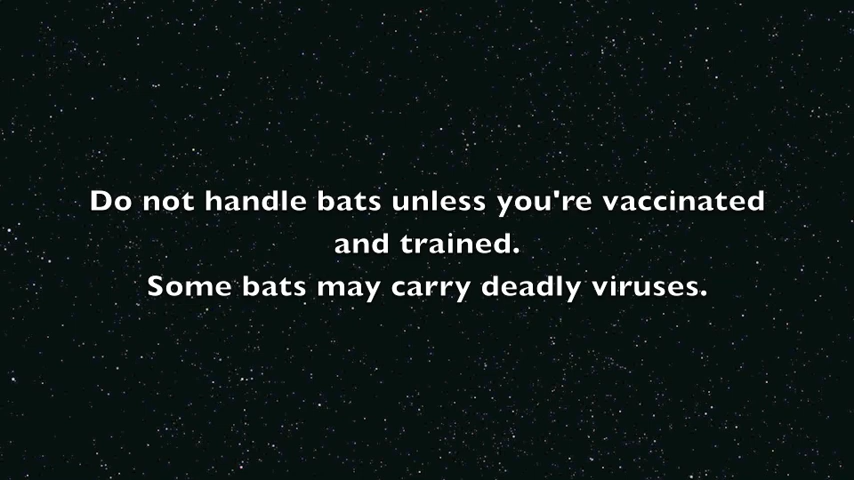 Do not handle bats unless you're vaccinated
and trained.
Some bats may carry deadly viruses.